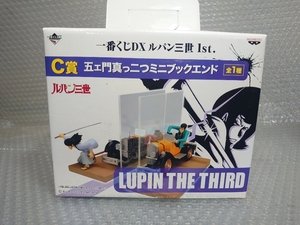 一番くじDX ルパン三世 1st.
C賞 五ェ門真っ二つミニブックエンド 全1種
ルパン三世
LUPIN THE THIRD